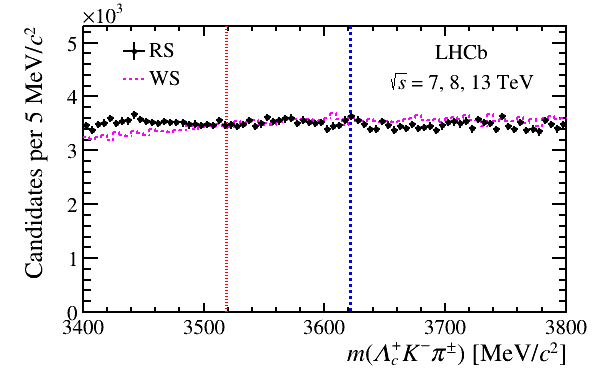 ×10³
5
4
3
2
1
0
Candidates per 5 MeV/c²
RS
WS
LHCb
√s = 7, 8, 13 TeV
3400 3500 3600 3700 3800
m(Λc⁺K⁻π±) [MeV/c²]